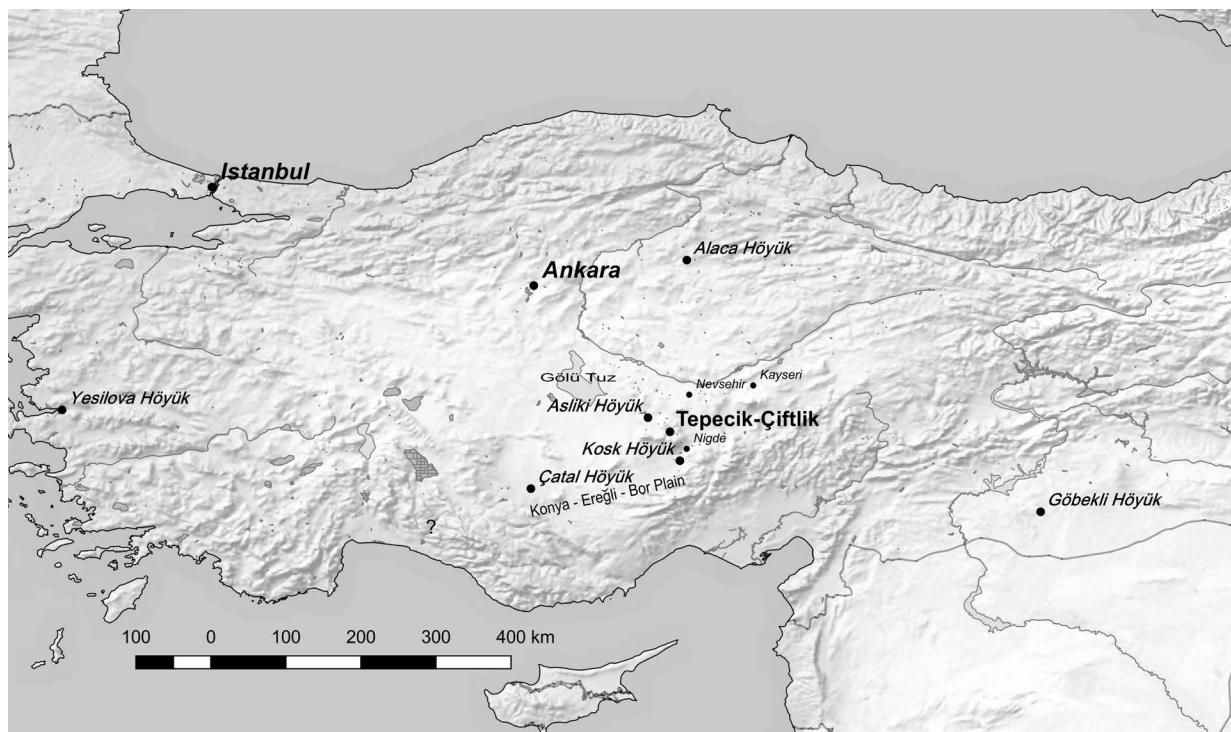 Istanbul
Alaca Höyük
Ankara
Gölü Tuz
Nevsehir
Kayseri
Yesilova Höyük
Asliki Höyük
Tepecik-Çiftlik
Kosk Höyük
Nigde
Çatal Höyük
Konya - Ereğli - Bor Plain
Göbekli Höyük
?
100 0 100 200 300 400 km